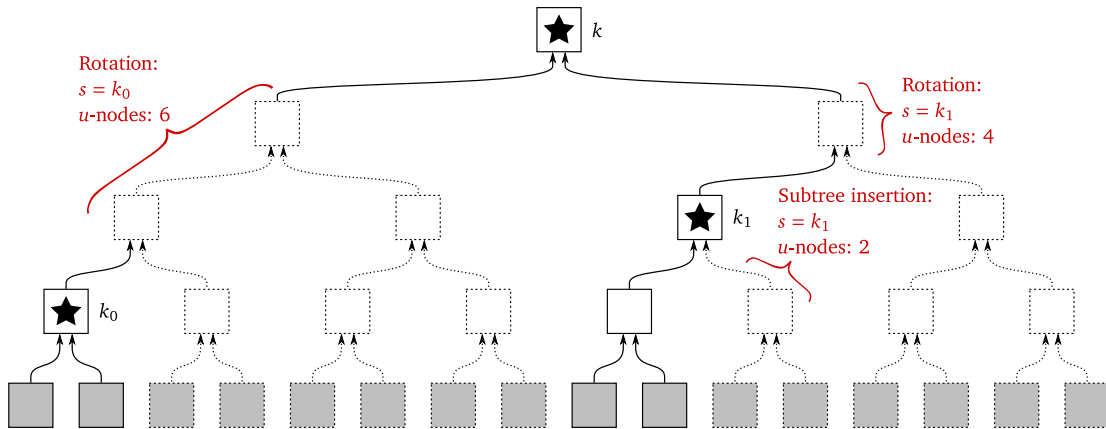 k
Rotation:
s = k₀
u-nodes: 6
Rotation:
s = k₁
u-nodes: 4
k₁
Subtree insertion:
s = k₁
u-nodes: 2
k₀